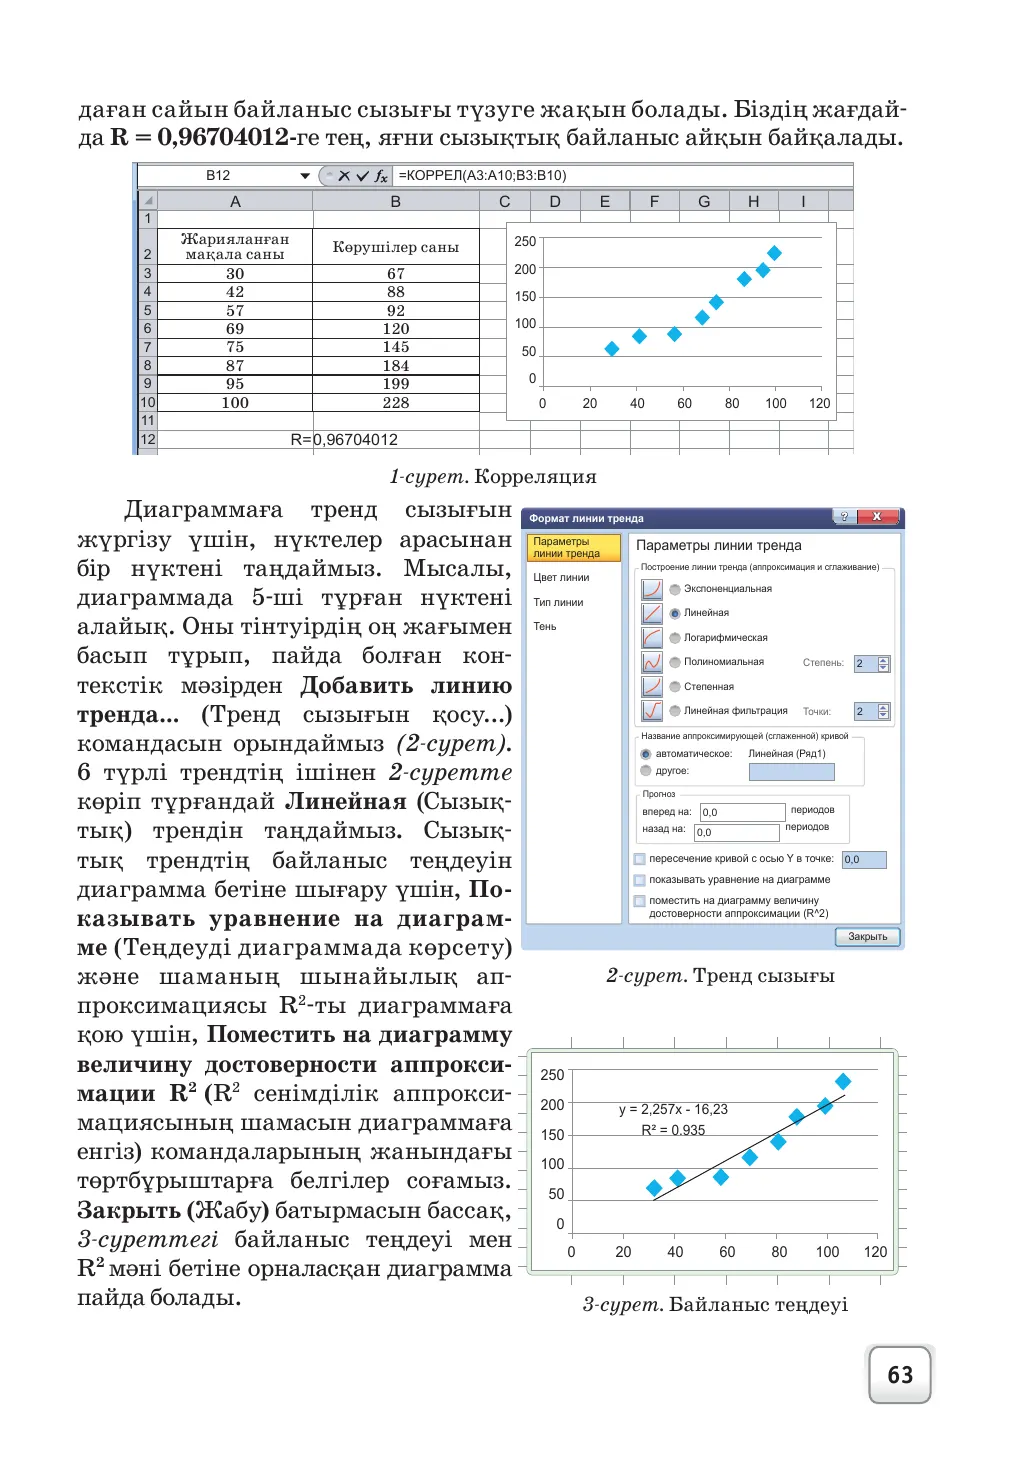 даған сайын байланыс сызығы түзуге жақын болады. Біздің жағдай-
да R = 0,96704012-ге тең, яғни сызықтық байланыс айқын байқалады.
B12 fx =КОРРЕЛ(A3:A10;B3:B10)
A B C D E F G H I
1
2 Жарияланған мақала саны Көрушілер саны
3 30 67
4 42 88
5 57 92
6 69 120
7 75 145
8 87 184
9 95 199
10 100 228
11
12 R=0,96704012
250
200
150
100
50
0
0 20 40 60 80 100 120
1-сурет. Корреляция
Диаграммаға тренд сызығын
жүргізу үшін, нүктелер арасынан
бір нүктені таңдаймыз. Мысалы,
диаграммада 5-ші тұрған нүктені
алайық. Оны тінтуірдің оң жағымен
басып тұрып, пайда болған кон-
текстік мәзірден Добавить линию
тренда... (Тренд сызығын қосу...)
командасын орындаймыз (2-сурет).
6 түрлі трендтің ішінен 2-суретте
көріп тұрғандай Линейная (Сызық-
тық) трендін таңдаймыз. Сызық-
тық трендтің байланыс теңдеуін
диаграмма бетіне шығару үшін, По-
казывать уравнение на диаграм-
ме (Теңдеуді диаграммада көрсету)
және шаманың шынайылық ап-
проксимациясы R²-ты диаграммаға
қою үшін, Поместить на диаграмму
величину достоверности аппрокси-
мации R² (R² сенімділік аппрокси-
мациясының шамасын диаграммаға
енгіз) командаларының жанындағы
төртбұрыштарға белгілер соғамыз.
Закрыть (Жабу) батырмасын бассақ,
3-суреттегі байланыс теңдеуі мен
R² мәні бетіне орналасқан диаграмма
пайда болады.
Формат линии тренда ? X
Параметры
линии тренда
Цвет линии
Тип линии
Тень
Параметры линии тренда
Построение линии тренда (аппроксимация и сглаживание)
Экспоненциальная
Линейная
Логарифмическая
Полиномиальная Степень: 2
Степенная
Линейная фильтрация Точки: 2
Название аппроксимирующей (сглаженной) кривой
автоматическое: Линейная (Ряд1)
другое:
Прогноз
вперед на: 0,0 периодов
назад на: 0,0 периодов
пересечение кривой с осью Y в точке: 0,0
показывать уравнение на диаграмме
поместить на диаграмму величину
достоверности аппроксимации (R^2)
Закрыть
2-сурет. Тренд сызығы
250
200
150
100
50
0
y = 2,257x - 16,23
R² = 0.935
0 20 40 60 80 100 120
3-сурет. Байланыс теңдеуі
63